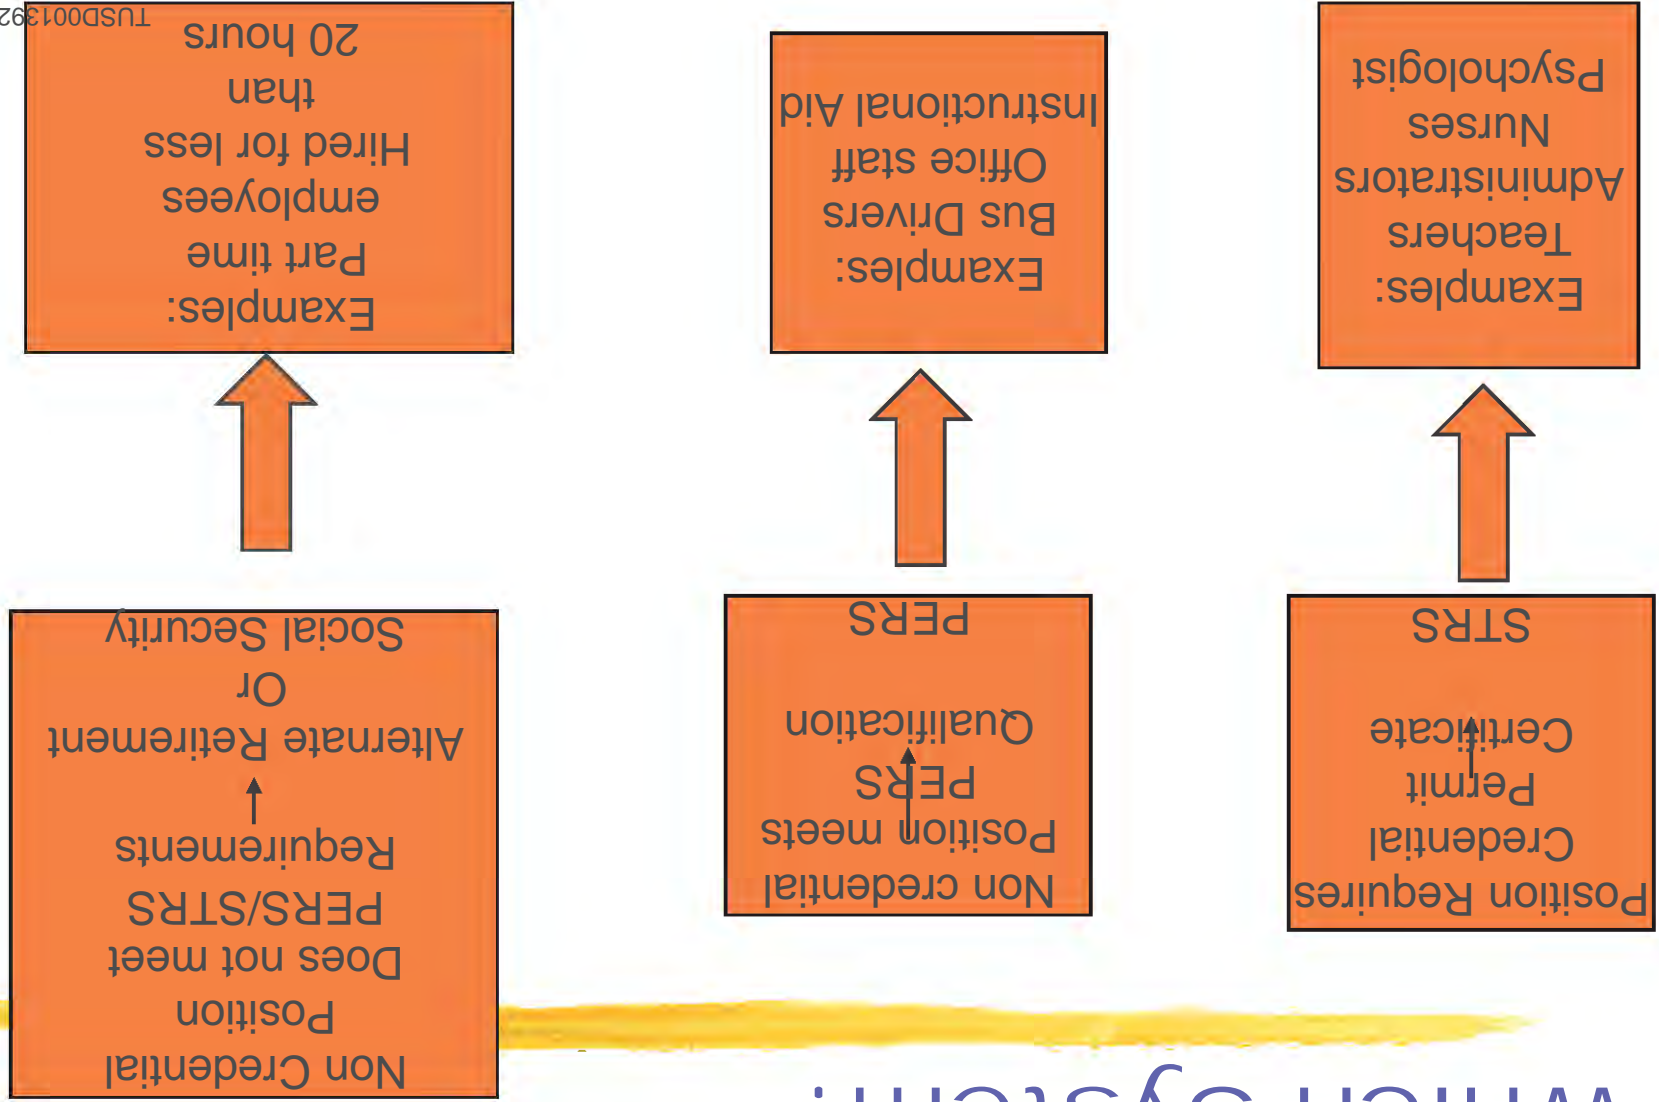 Which System?
Position Requires
Credential
Permit
Certificate
STRS
Non credential
Position meets
PERS
Qualification
PERS
Non Credential
Position
Does not meet
PERS/STRS
Requirements
Alternate Retirement
Or
Social Security
Examples:
Teachers
Administrators
Nurses
Psychologist
Examples:
Bus Drivers
Office staff
Instructional Aid
Examples:
Part time
employees
Hired for less
than
20 hours